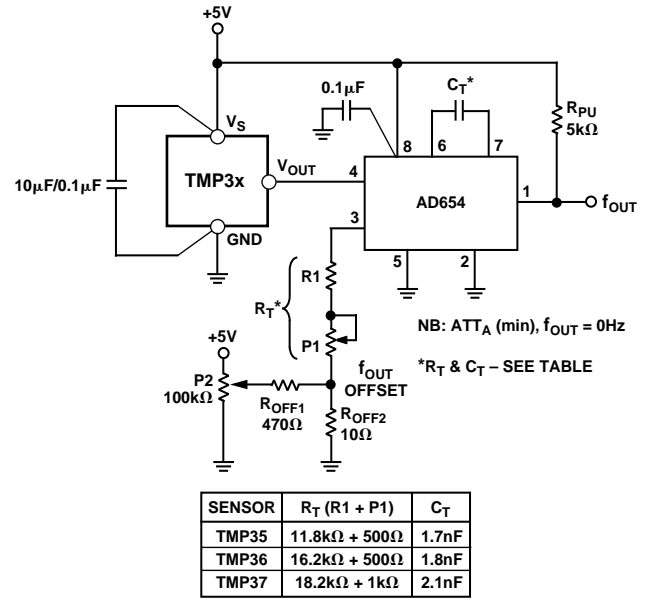 +5V
0.1μF
C_T*
R_PU
5kΩ
V_S
8
6
7
10μF/0.1μF
TMP3x
V_OUT
4
AD654
1
f_OUT
3
GND
5
2
R1
R_T*
NB: ATT_A (min), f_OUT = 0Hz
P1
+5V
*R_T & C_T – SEE TABLE
f_OUT
OFFSET
P2
100kΩ
R_OFF1
470Ω
R_OFF2
10Ω
SENSOR R_T (R1 + P1) C_T
TMP35 11.8kΩ + 500Ω 1.7nF
TMP36 16.2kΩ + 500Ω 1.8nF
TMP37 18.2kΩ + 1kΩ 2.1nF